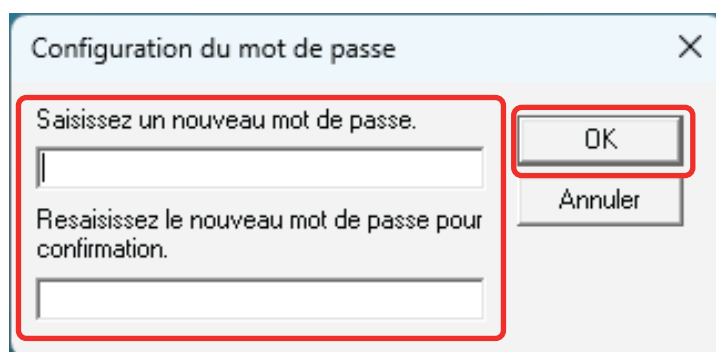 Configuration du mot de passe
Saisissez un nouveau mot de passe.
OK
Annuler
Resaisissez le nouveau mot de passe pour
confirmation.